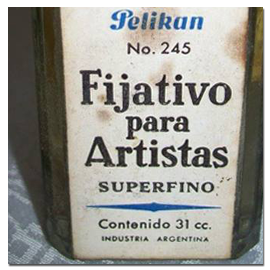 Pelikan
No. 245
Fijativo
para
Artistas
SUPERFINO
Contenido 31 cc.
INDUSTRIA ARGENTINA